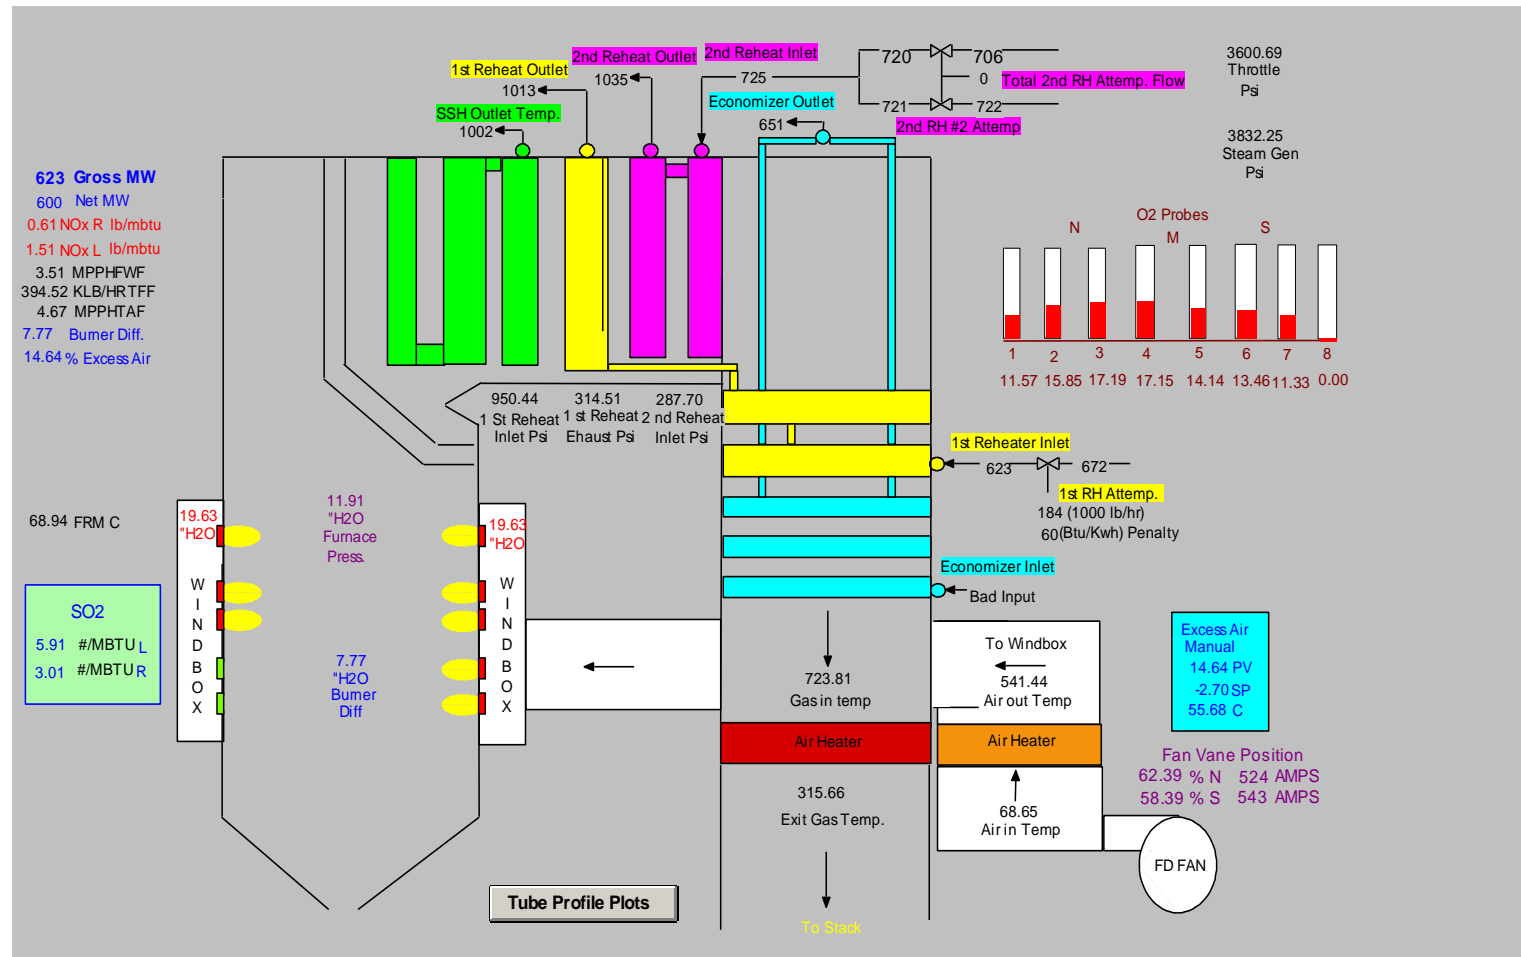 720
706
3600.69
Throttle
Psi
2nd Reheat Outlet
2nd Reheat Inlet
1st Reheat Outlet
1035
725
0
Total 2nd RH Attemp. Flow
1013
Economizer Outlet
721
722
SSH Outlet Temp.
1002
651
2nd RH #2 Attemp
3832.25
Steam Gen
Psi
623 Gross MW
600 Net MW
0.61 NOx R lb/mbtu
1.51 NOx L lb/mbtu
3.51 MPPHFWF
394.52 KLB/HRTFF
4.67 MPPHTAF
7.77 Burner Diff.
14.64 % Excess Air
O2 Probes
N
M
S
1 2 3 4 5 6 7 8
11.57 15.85 17.19 17.15 14.14 13.46 11.33 0.00
950.44
1 St Reheat
Inlet Psi
314.51
1 st Reheat
Ehaust Psi
287.70
2 nd Reheat
Inlet Psi
1st Reheater Inlet
623
672
1st RH Attemp.
184 (1000 lb/hr)
60(Btu/Kwh) Penalty
68.94 FRM C
19.63
"H2O
11.91
"H2O
Furnace
Press.
19.63
"H2O
WINDBOX
WINDBOX
Economizer Inlet
Bad Input
SO2
5.91 #/MBTU L
3.01 #/MBTU R
7.77
"H2O
Burner
Diff
723.81
Gas in temp
To Windbox
541.44
Air out Temp
Excess Air
Manual
14.64 PV
-2.70 SP
55.68 C
Air Heater
Air Heater
Fan Vane Position
62.39 % N 524 AMPS
58.39 % S 543 AMPS
315.66
Exit Gas Temp.
68.65
Air in Temp
FD FAN
Tube Profile Plots
To Stack